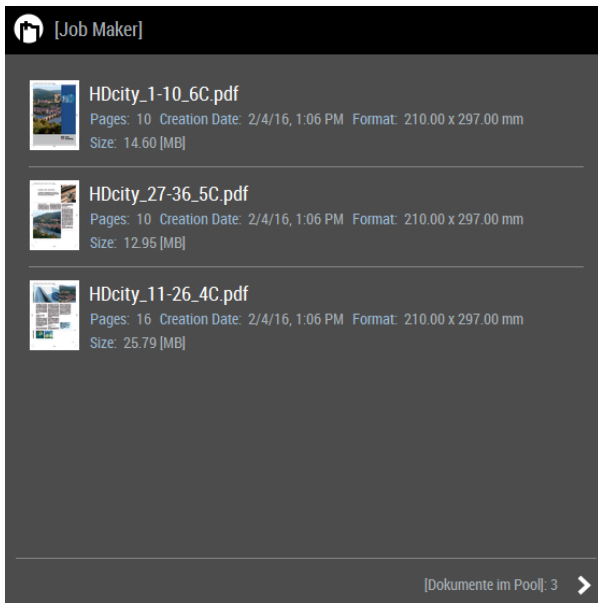 [Job Maker]
HDcity_1-10_6C.pdf
Pages: 10 Creation Date: 2/4/16, 1:06 PM Format: 210.00 x 297.00 mm
Size: 14.60 [MB]
HDcity_27-36_5C.pdf
Pages: 10 Creation Date: 2/4/16, 1:06 PM Format: 210.00 x 297.00 mm
Size: 12.95 [MB]
HDcity_11-26_4C.pdf
Pages: 16 Creation Date: 2/4/16, 1:06 PM Format: 210.00 x 297.00 mm
Size: 25.79 [MB]
[Dokumente im Pool]: 3